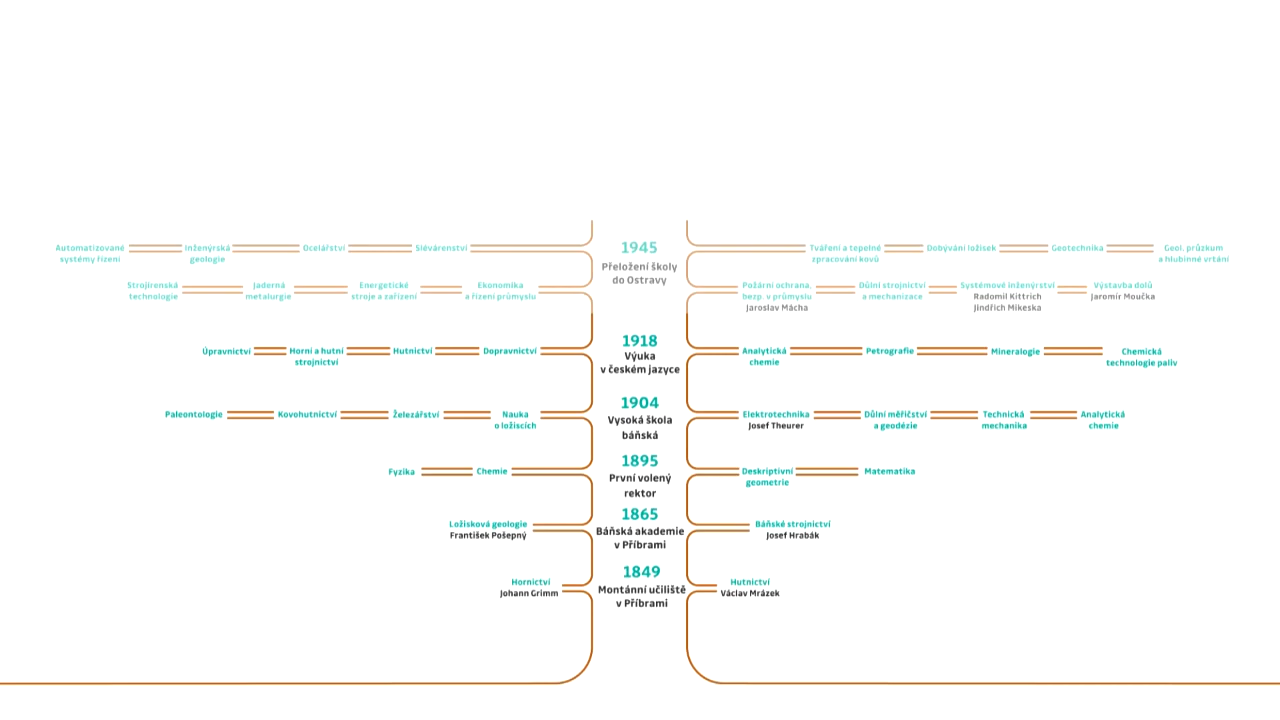 1945
Přeložení školy
do Ostravy
Automatizované
systémy řízení
Inženýrská
geologie
Ocelářství
Slévárenství
Tváření a tepelné
zpracování kovů
Dobývání ložisek
Geotechnika
Geol. průzkum
a hlubinné vrtání
Strojírenská
technologie
Jaderná
metalurgie
Energetické
stroje a zařízení
Ekonomika
a řízení průmyslu
Požární ochrana,
bezp. v průmyslu
Jaroslav Mácha
Důlní strojnictví
a mechanizace
Systémové inženýrství
Radomil Kittrich
Jindřich Mikeska
Výstavba dolů
Jaromír Moučka
1918
Výuka
v českém jazyce
Úpravnictví
Horní a hutní
strojnictví
Hutnictví
Dopravnictví
Analytická
chemie
Petrografie
Mineralogie
Chemická
technologie paliv
1904
Vysoká škola
báňská
Paleontologie
Kovohutnictví
Železářství
Nauka
o ložiscích
Elektrotechnika
Josef Theurer
Důlní měřičství
a geodézie
Technická
mechanika
Analytická
chemie
1895
První volený
rektor
Fyzika
Chemie
Deskriptivní
geometrie
Matematika
1865
Báňská akademie
v Příbrami
Ložisková geologie
František Pošepný
Báňské strojnictví
Josef Hrabák
1849
Montánní učiliště
v Příbrami
Hornictví
Johann Grimm
Hutnictví
Václav Mrázek